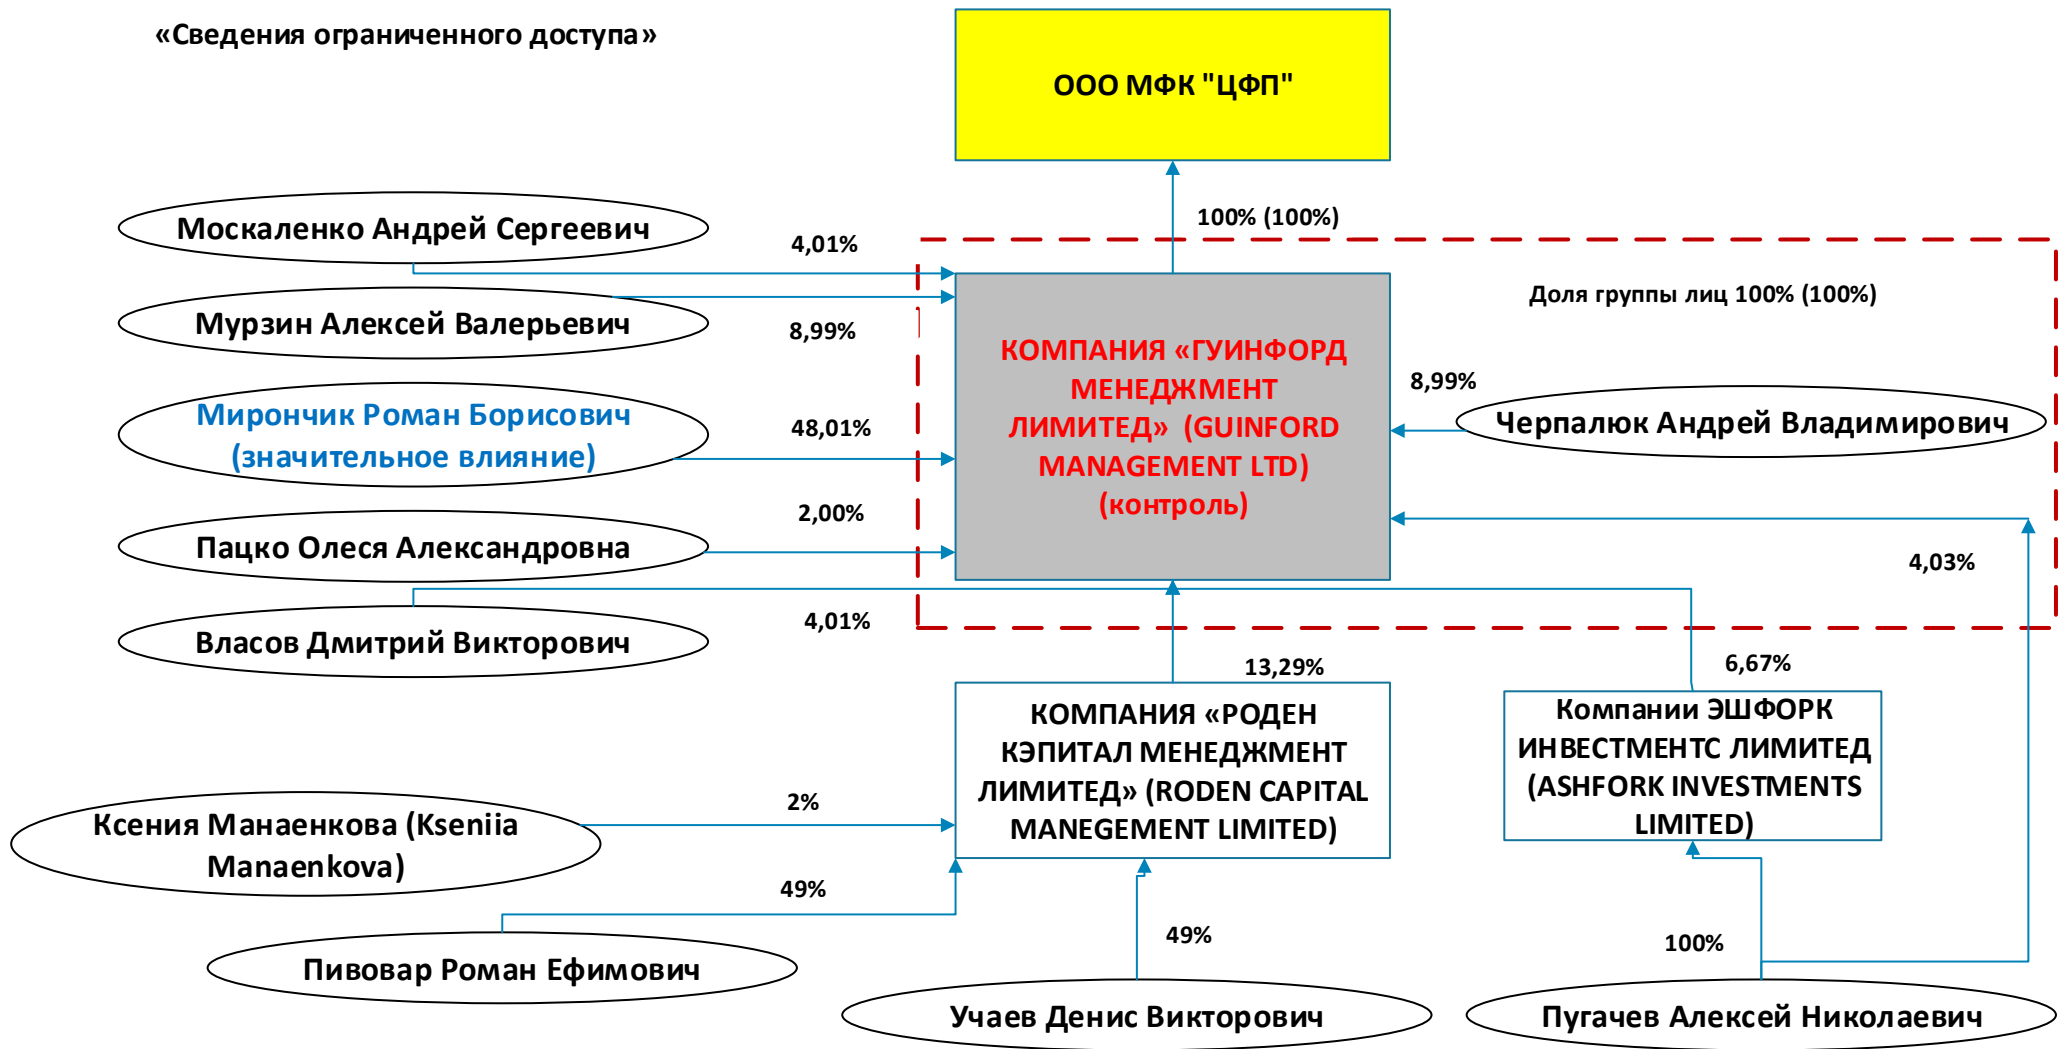 «Сведения ограниченного доступа»
ООО МФК "ЦФП"
100% (100%)
Москаленко Андрей Сергеевич
4,01%
Мурзин Алексей Валерьевич
8,99%
Доля группы лиц 100% (100%)
КОМПАНИЯ «ГУИНФОРД
МЕНЕДЖМЕНТ
ЛИМИТЕД» (GUINFORD
MANAGEMENT LTD)
(контроль)
8,99%
Черпалюк Андрей Владимирович
Мирончик Роман Борисович
(значительное влияние)
48,01%
2,00%
Пацко Олеся Александровна
4,03%
Власов Дмитрий Викторович
4,01%
13,29%
6,67%
КОМПАНИЯ «РОДЕН
КЭПИТАЛ МЕНЕДЖМЕНТ
ЛИМИТЕД» (RODEN CAPITAL
MANEGEMENT LIMITED)
Компании ЭШФОРК
ИНВЕСТМЕНТС ЛИМИТЕД
(ASHFORK INVESTMENTS
LIMITED)
Ксения Манаенкова (Kseniia
Manaenkova)
2%
49%
Пивовар Роман Ефимович
49%
100%
Учаев Денис Викторович
Пугачев Алексей Николаевич